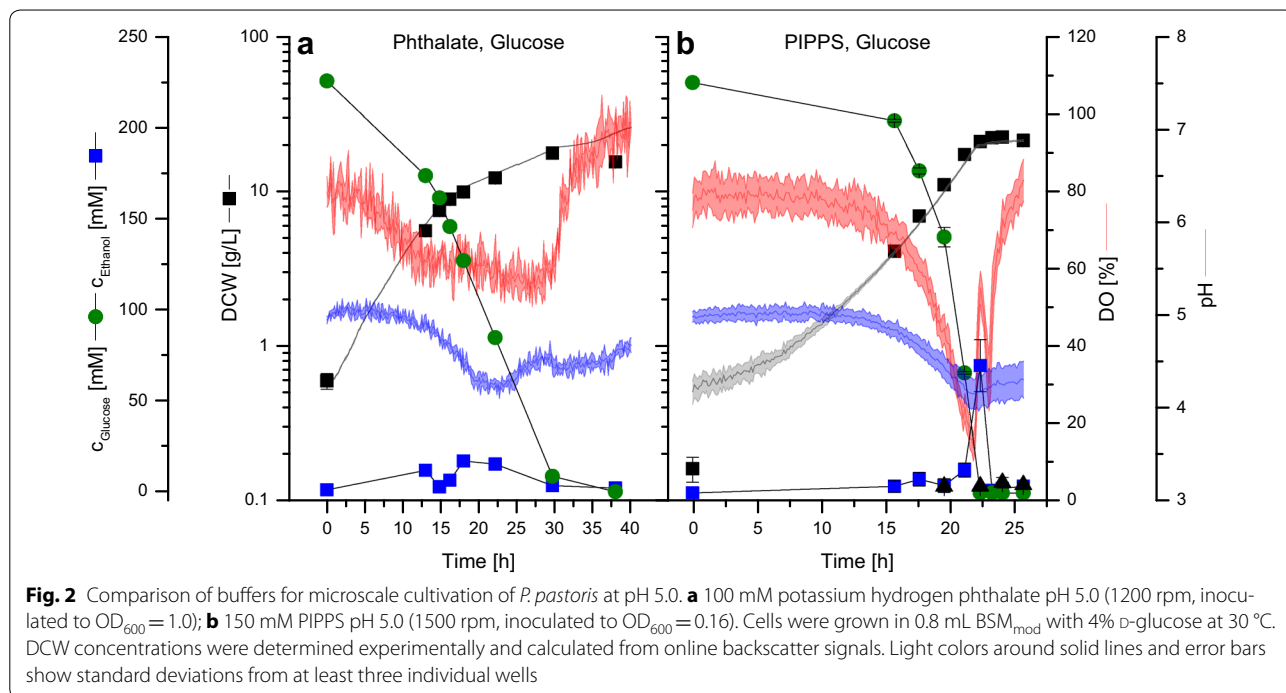 a Phthalate, Glucose
b PIPPS, Glucose
c_Glucose [mM] c_Ethanol [mM]
250
200
150
100
50
0
DCW [g/L]
100
10
1
0.1
0 5 10 15 20 25 30 35 40
Time [h]
0 5 10 15 20 25
Time [h]
DO [%]
120
100
80
60
40
20
0
pH
8
7
6
5
4
3
Fig. 2 Comparison of buffers for microscale cultivation of P. pastoris at pH 5.0. a 100 mM potassium hydrogen phthalate pH 5.0 (1200 rpm, inocu-
lated to OD600 = 1.0); b 150 mM PIPPS pH 5.0 (1500 rpm, inoculated to OD600 = 0.16). Cells were grown in 0.8 mL BSMmod with 4% D-glucose at 30 °C.
DCW concentrations were determined experimentally and calculated from online backscatter signals. Light colors around solid lines and error bars
show standard deviations from at least three individual wells